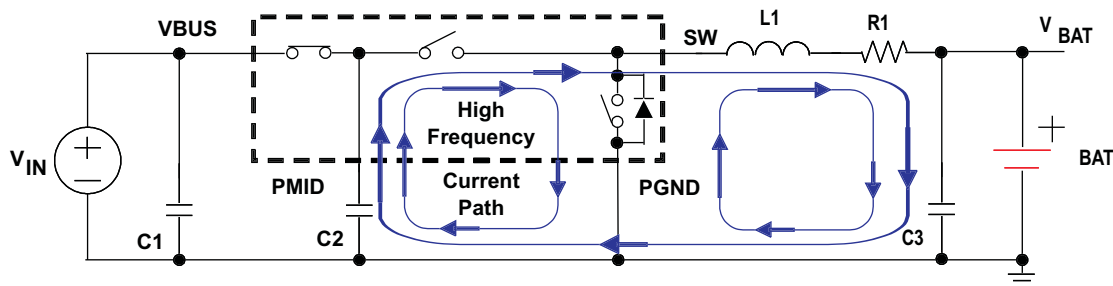 VBUS
SW
L1
R1
V BAT
High
Frequency
Current
Path
V IN
+
−
PMID
PGND
+
BAT
C1
C2
C3